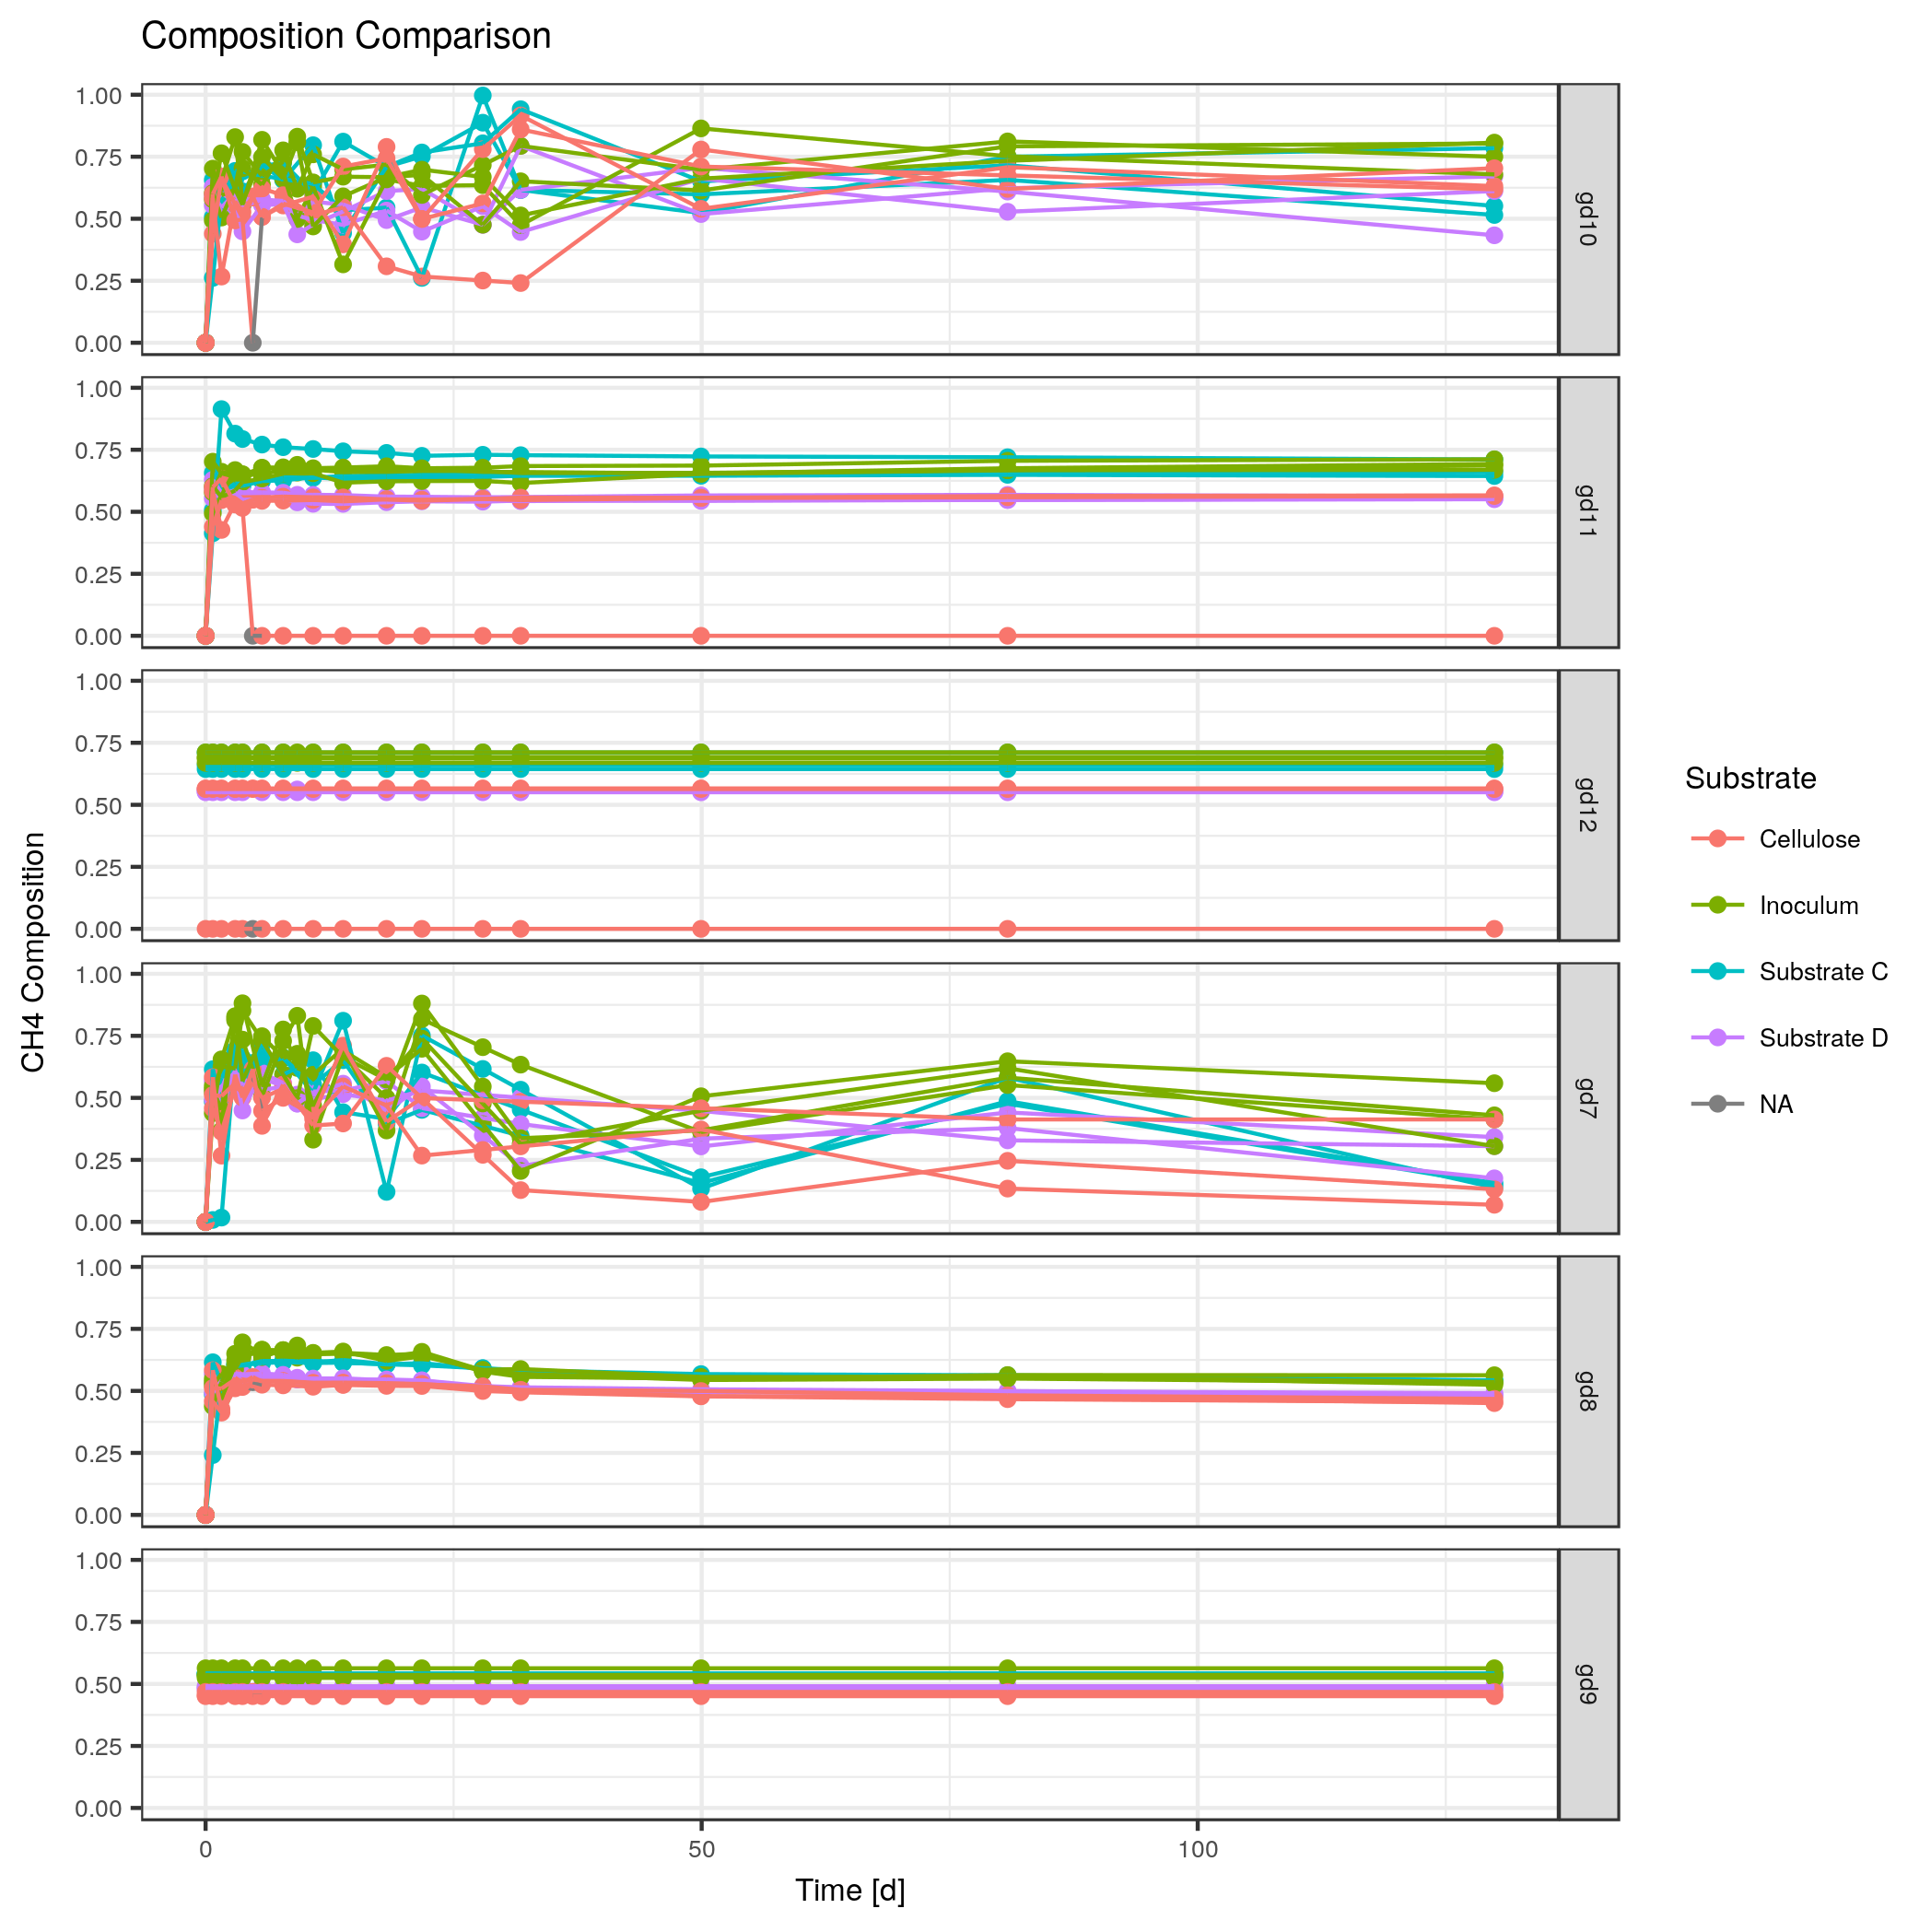 Composition Comparison
CH4 Composition
1.00
0.75
0.50
0.25
0.00
gd10
1.00
0.75
0.50
0.25
0.00
gd11
1.00
0.75
0.50
0.25
0.00
gd12
1.00
0.75
0.50
0.25
0.00
gd7
1.00
0.75
0.50
0.25
0.00
gd8
1.00
0.75
0.50
0.25
0.00
gd9
0 50 100
Time [d]
Substrate
Cellulose
Inoculum
Substrate C
Substrate D
NA